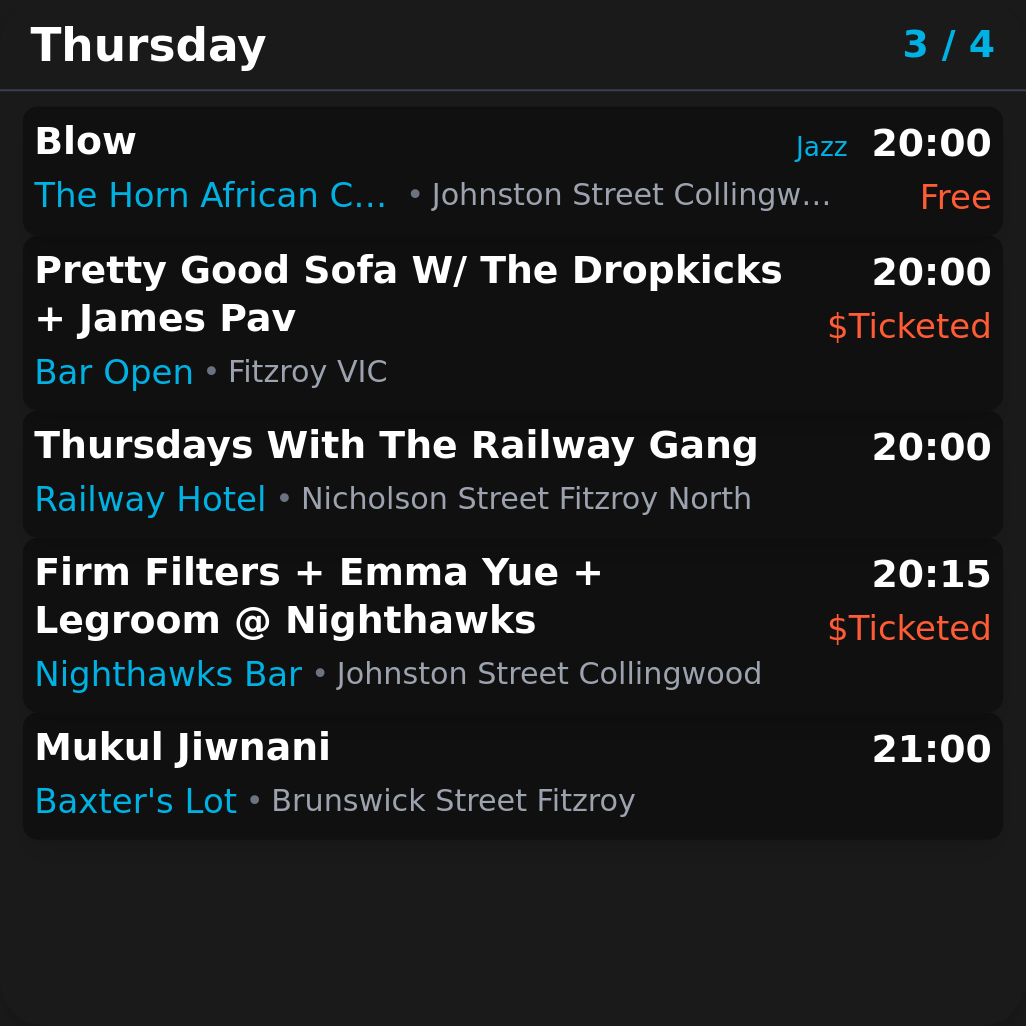 Thursday 3 / 4
Blow Jazz 20:00
The Horn African C... • Johnston Street Collingw... Free
Pretty Good Sofa W/ The Dropkicks 20:00
+ James Pav $Ticketed
Bar Open • Fitzroy VIC
Thursdays With The Railway Gang 20:00
Railway Hotel • Nicholson Street Fitzroy North
Firm Filters + Emma Yue + 20:15
Legroom @ Nighthawks $Ticketed
Nighthawks Bar • Johnston Street Collingwood
Mukul Jiwnani 21:00
Baxter's Lot • Brunswick Street Fitzroy